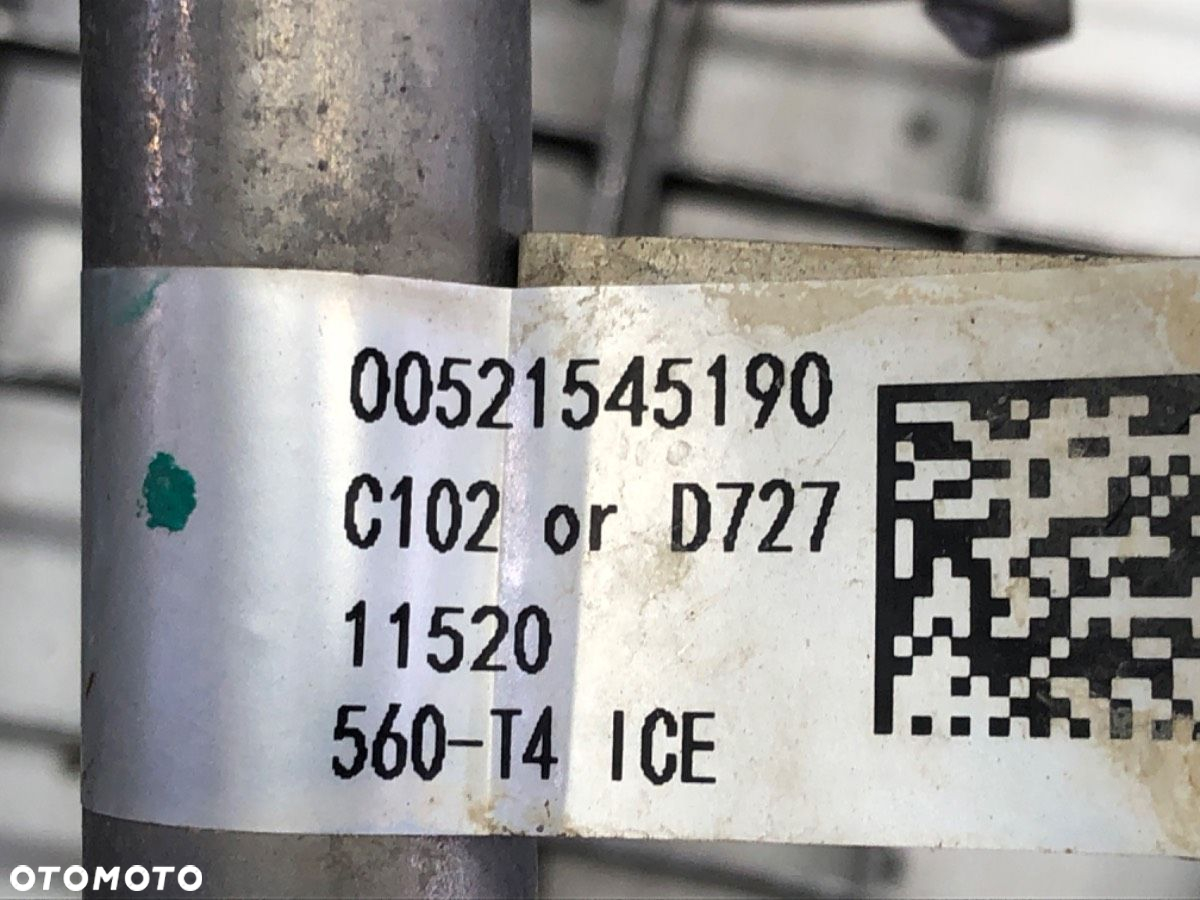 00521545190
C102 or D727
11520
560-T4 ICE
OTOMOTO